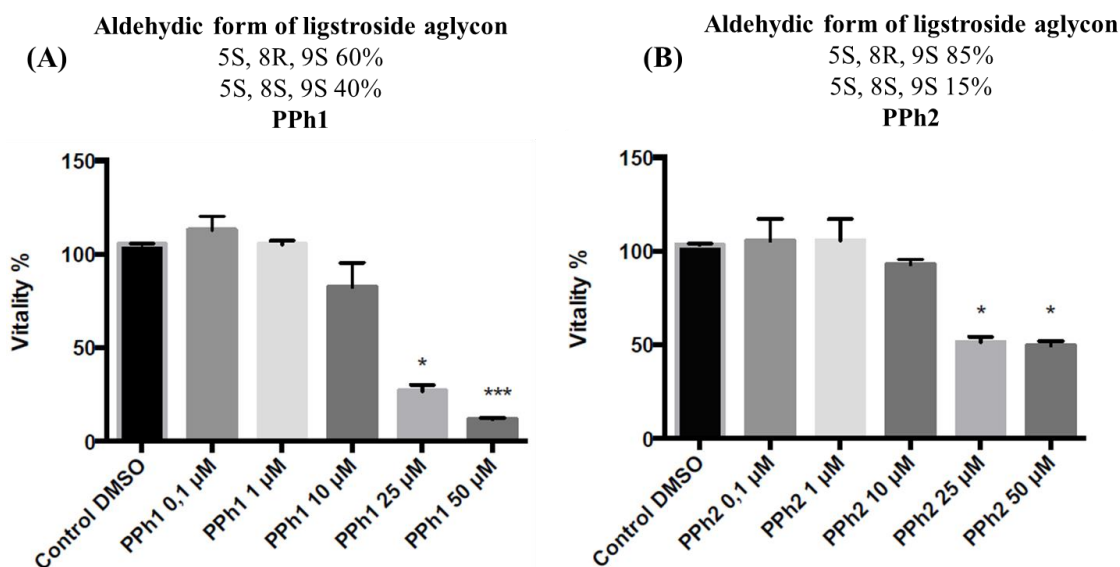 Aldehydic form of ligstroside aglycon
(A)
5S, 8R, 9S 60%
5S, 8S, 9S 40%
PPh1
150
100
50
0
Vitality %
*
***
Control DMSO
PPh1 0,1 µM
PPh1 1 µM
PPh1 10 µM
PPh1 25 µM
PPh1 50 µM
Aldehydic form of ligstroside aglycon
(B)
5S, 8R, 9S 85%
5S, 8S, 9S 15%
PPh2
150
100
50
0
Vitality %
*
*
Control DMSO
PPh2 0,1 µM
PPh2 1 µM
PPh2 10 µM
PPh2 25 µM
PPh2 50 µM